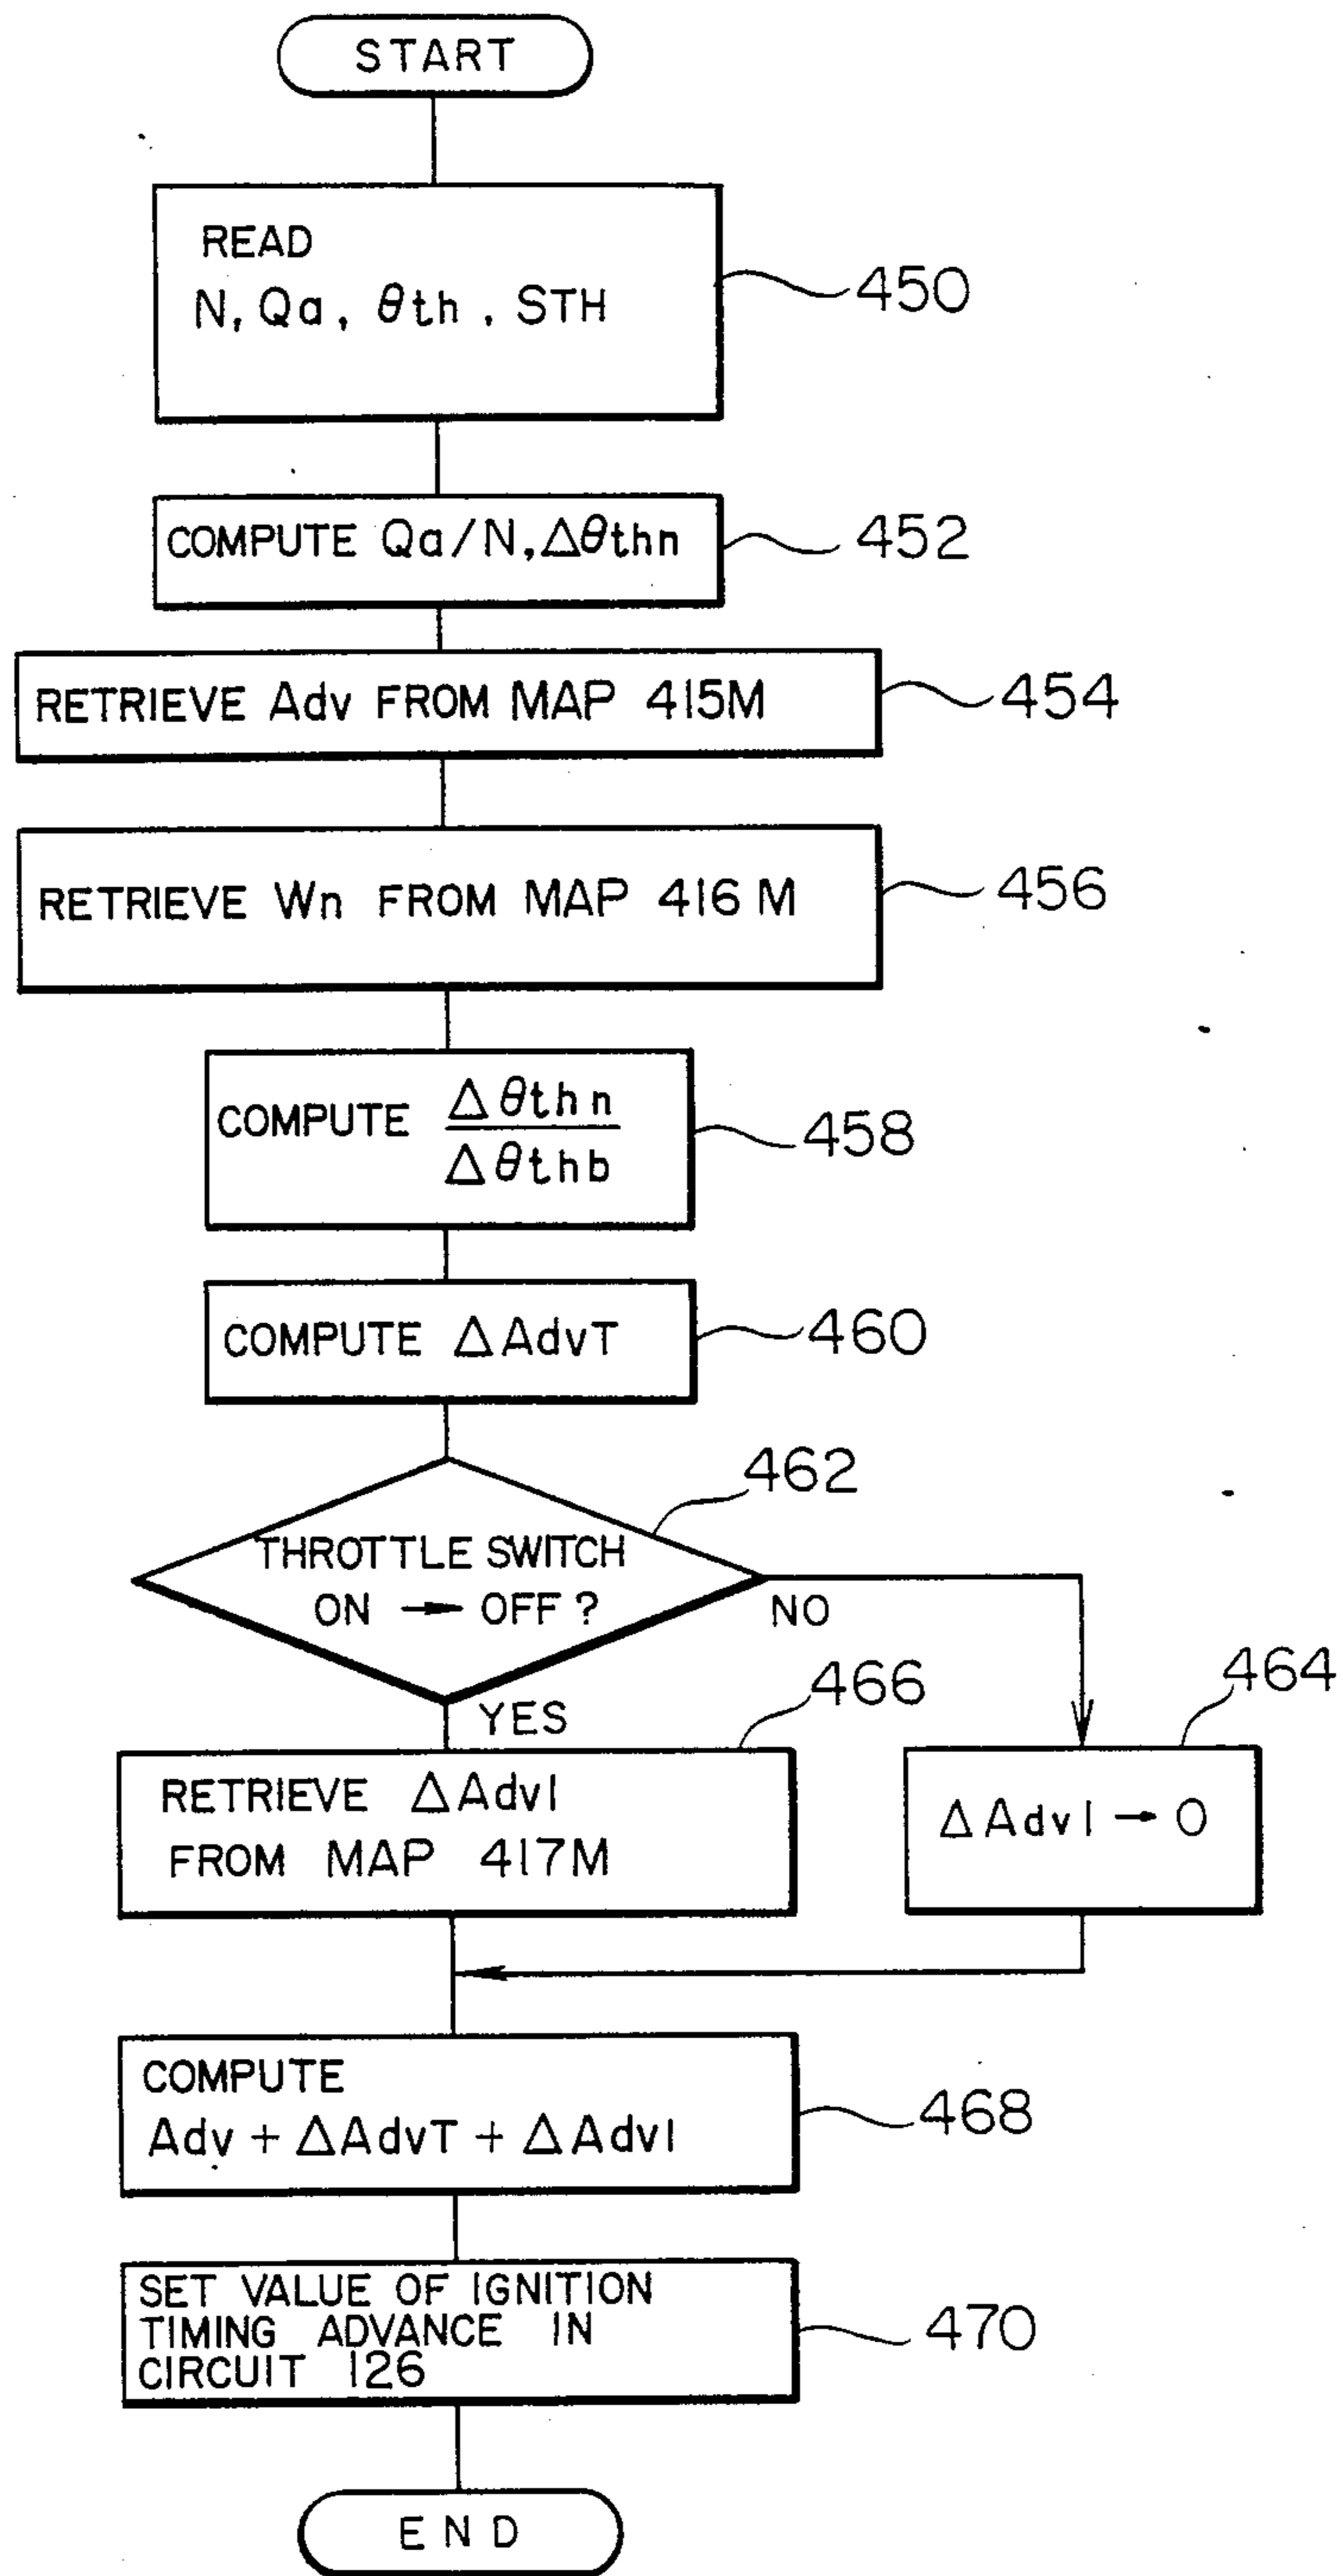 START
READ
N, Qa, θth, STH
450
COMPUTE Qa/N, Δθthn
452
RETRIEVE Adv FROM MAP 415M
454
RETRIEVE Wn FROM MAP 416M
456
COMPUTE Δθthn
Δθthb
458
COMPUTE ΔAdvT
460
462
THROTTLE SWITCH
ON → OFF?
NO
YES
466
464
RETRIEVE ΔAdvI
FROM MAP 417M
ΔAdvI → 0
COMPUTE
Adv + ΔAdvT + ΔAdvI
468
SET VALUE OF IGNITION
TIMING ADVANCE IN
CIRCUIT 126
470
END